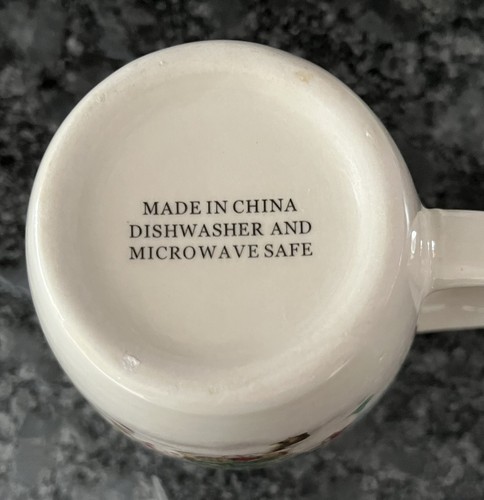 MADE IN CHINA
DISHWASHER AND
MICROWAVE SAFE